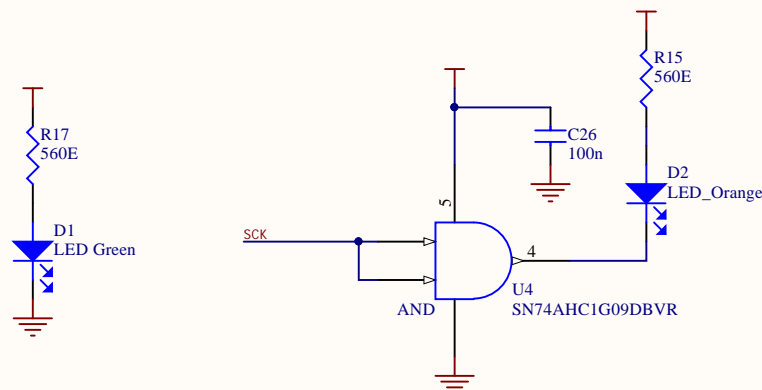 R15
560E
R17
560E
C26
100n
D2
LED_Orange
5
D1
LED Green
SCK
4
U4
AND
SN74AHC1G09DBVR